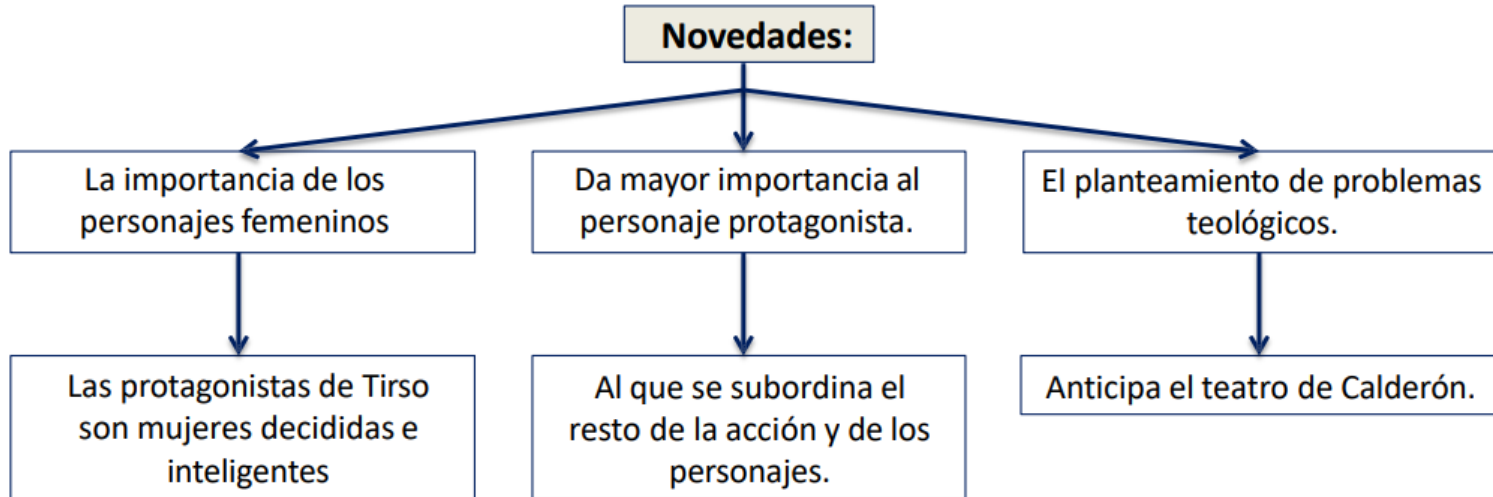 Novedades:
La importancia de los
personajes femeninos
Da mayor importancia al
personaje protagonista.
El planteamiento de problemas
teológicos.
Las protagonistas de Tirso
son mujeres decididas e
inteligentes
Al que se subordina el
resto de la acción y de los
personajes.
Anticipa el teatro de Calderón.